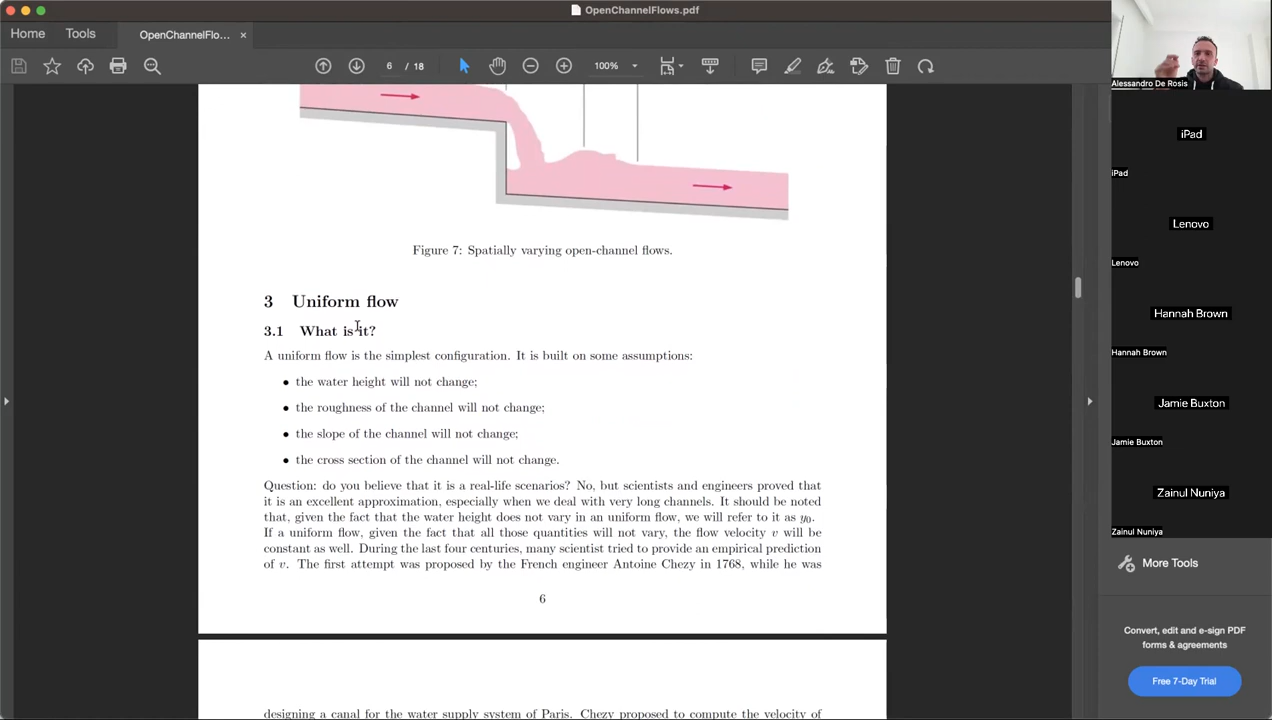 OpenChannelFlows.pdf
Home
Tools
OpenChannelFlo... ×
6 / 18
100%
Figure 7: Spatially varying open-channel flows.
3 Uniform flow
3.1 What is it?
A uniform flow is the simplest configuration. It is built on some assumptions:
• the water height will not change;
• the roughness of the channel will not change;
• the slope of the channel will not change;
• the cross section of the channel will not change.
Question: do you believe that it is a real-life scenarios? No, but scientists and engineers proved that
it is an excellent approximation, especially when we deal with very long channels. It should be noted
that, given the fact that the water height does not vary in an uniform flow, we will refer to it as y₀.
If a uniform flow, given the fact that all those quantities will not vary, the flow velocity v will be
constant as well. During the last four centuries, many scientist tried to provide an empirical prediction
of v. The first attempt was proposed by the French engineer Antoine Chezy in 1768, while he was
6
designing a canal for the water supply system of Paris. Chezy proposed to compute the velocity of
Alessandro De Rosis
iPad
iPad
Lenovo
Lenovo
Hannah Brown
Hannah Brown
Jamie Buxton
Jamie Buxton
Zainul Nuniya
Zainul Nuniya
More Tools
Convert, edit and e-sign PDF
forms & agreements
Free 7-Day Trial